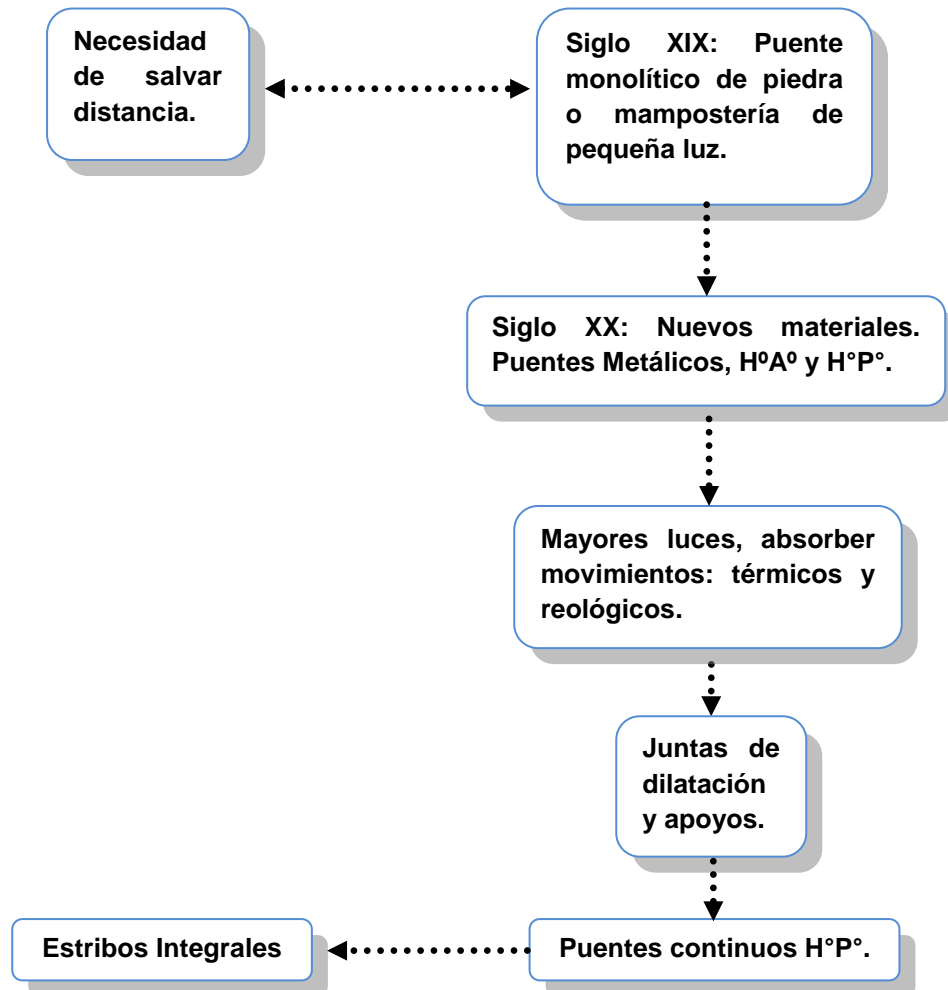 Necesidad
de salvar
distancia.
Siglo XIX: Puente
monolítico de piedra
o mampostería de
pequeña luz.
Siglo XX: Nuevos materiales.
Puentes Metálicos, HºAº y H°P°.
Mayores luces, absorber
movimientos: térmicos y
reológicos.
Juntas de
dilatación
y apoyos.
Estribos Integrales
Puentes continuos H°P°.